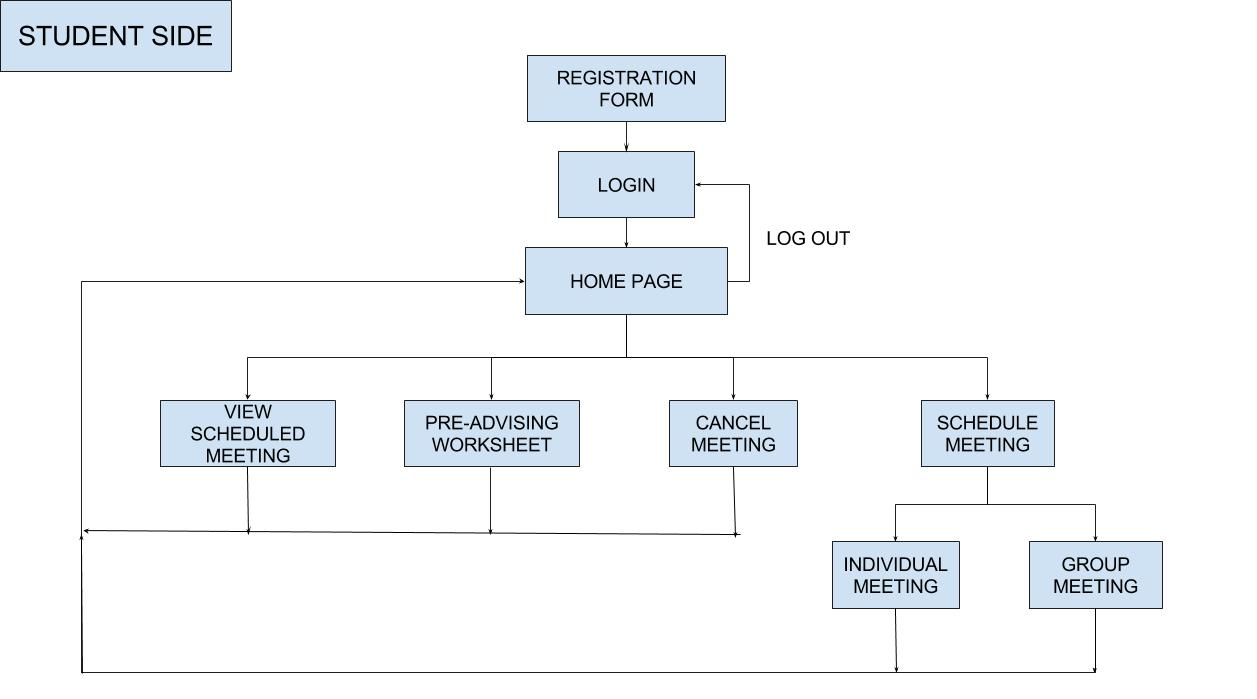 STUDENT SIDE
REGISTRATION
FORM
LOGIN
LOG OUT
HOME PAGE
VIEW
SCHEDULED
MEETING
PRE-ADVISING
WORKSHEET
CANCEL
MEETING
SCHEDULE
MEETING
INDIVIDUAL
MEETING
GROUP
MEETING